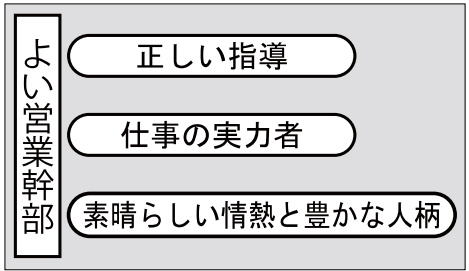 よい営業幹部
正しい指導
仕事の実力者
素晴らしい情熱と豊かな人柄